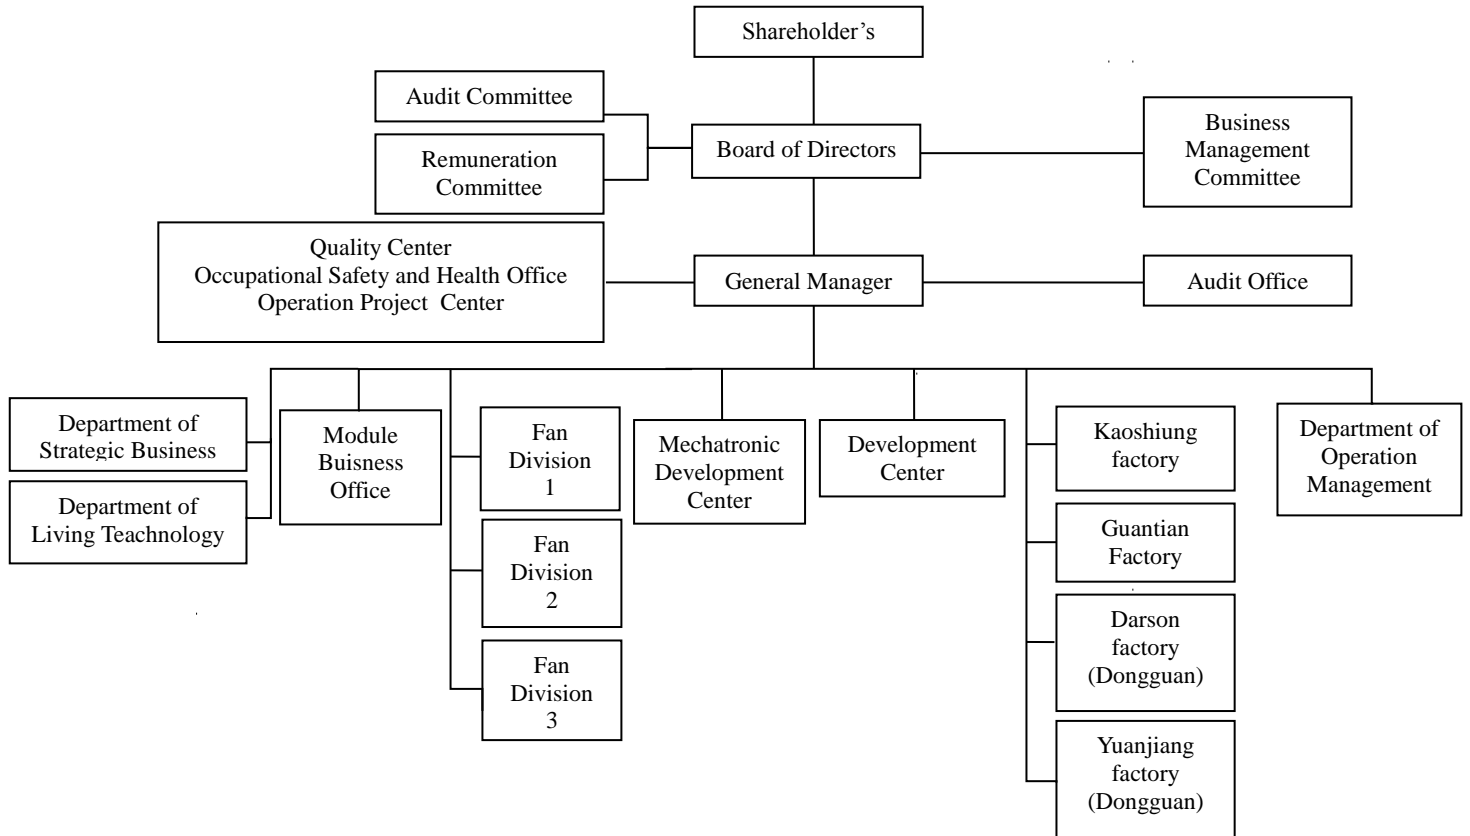 Shareholder’s
Audit Committee
Remuneration
Committee
Board of Directors
Business
Management
Committee
Quality Center
Occupational Safety and Health Office
Operation Project Center
General Manager
Audit Office
Department of
Strategic Business
Department of
Living Teachnology
Module
Buisness
Office
Fan
Division
1
Fan
Division
2
Fan
Division
3
Mechatronic
Development
Center
Development
Center
Kaoshiung
factory
Guantian
Factory
Darson
factory
(Dongguan)
Yuanjiang
factory
(Dongguan)
Department of
Operation
Management